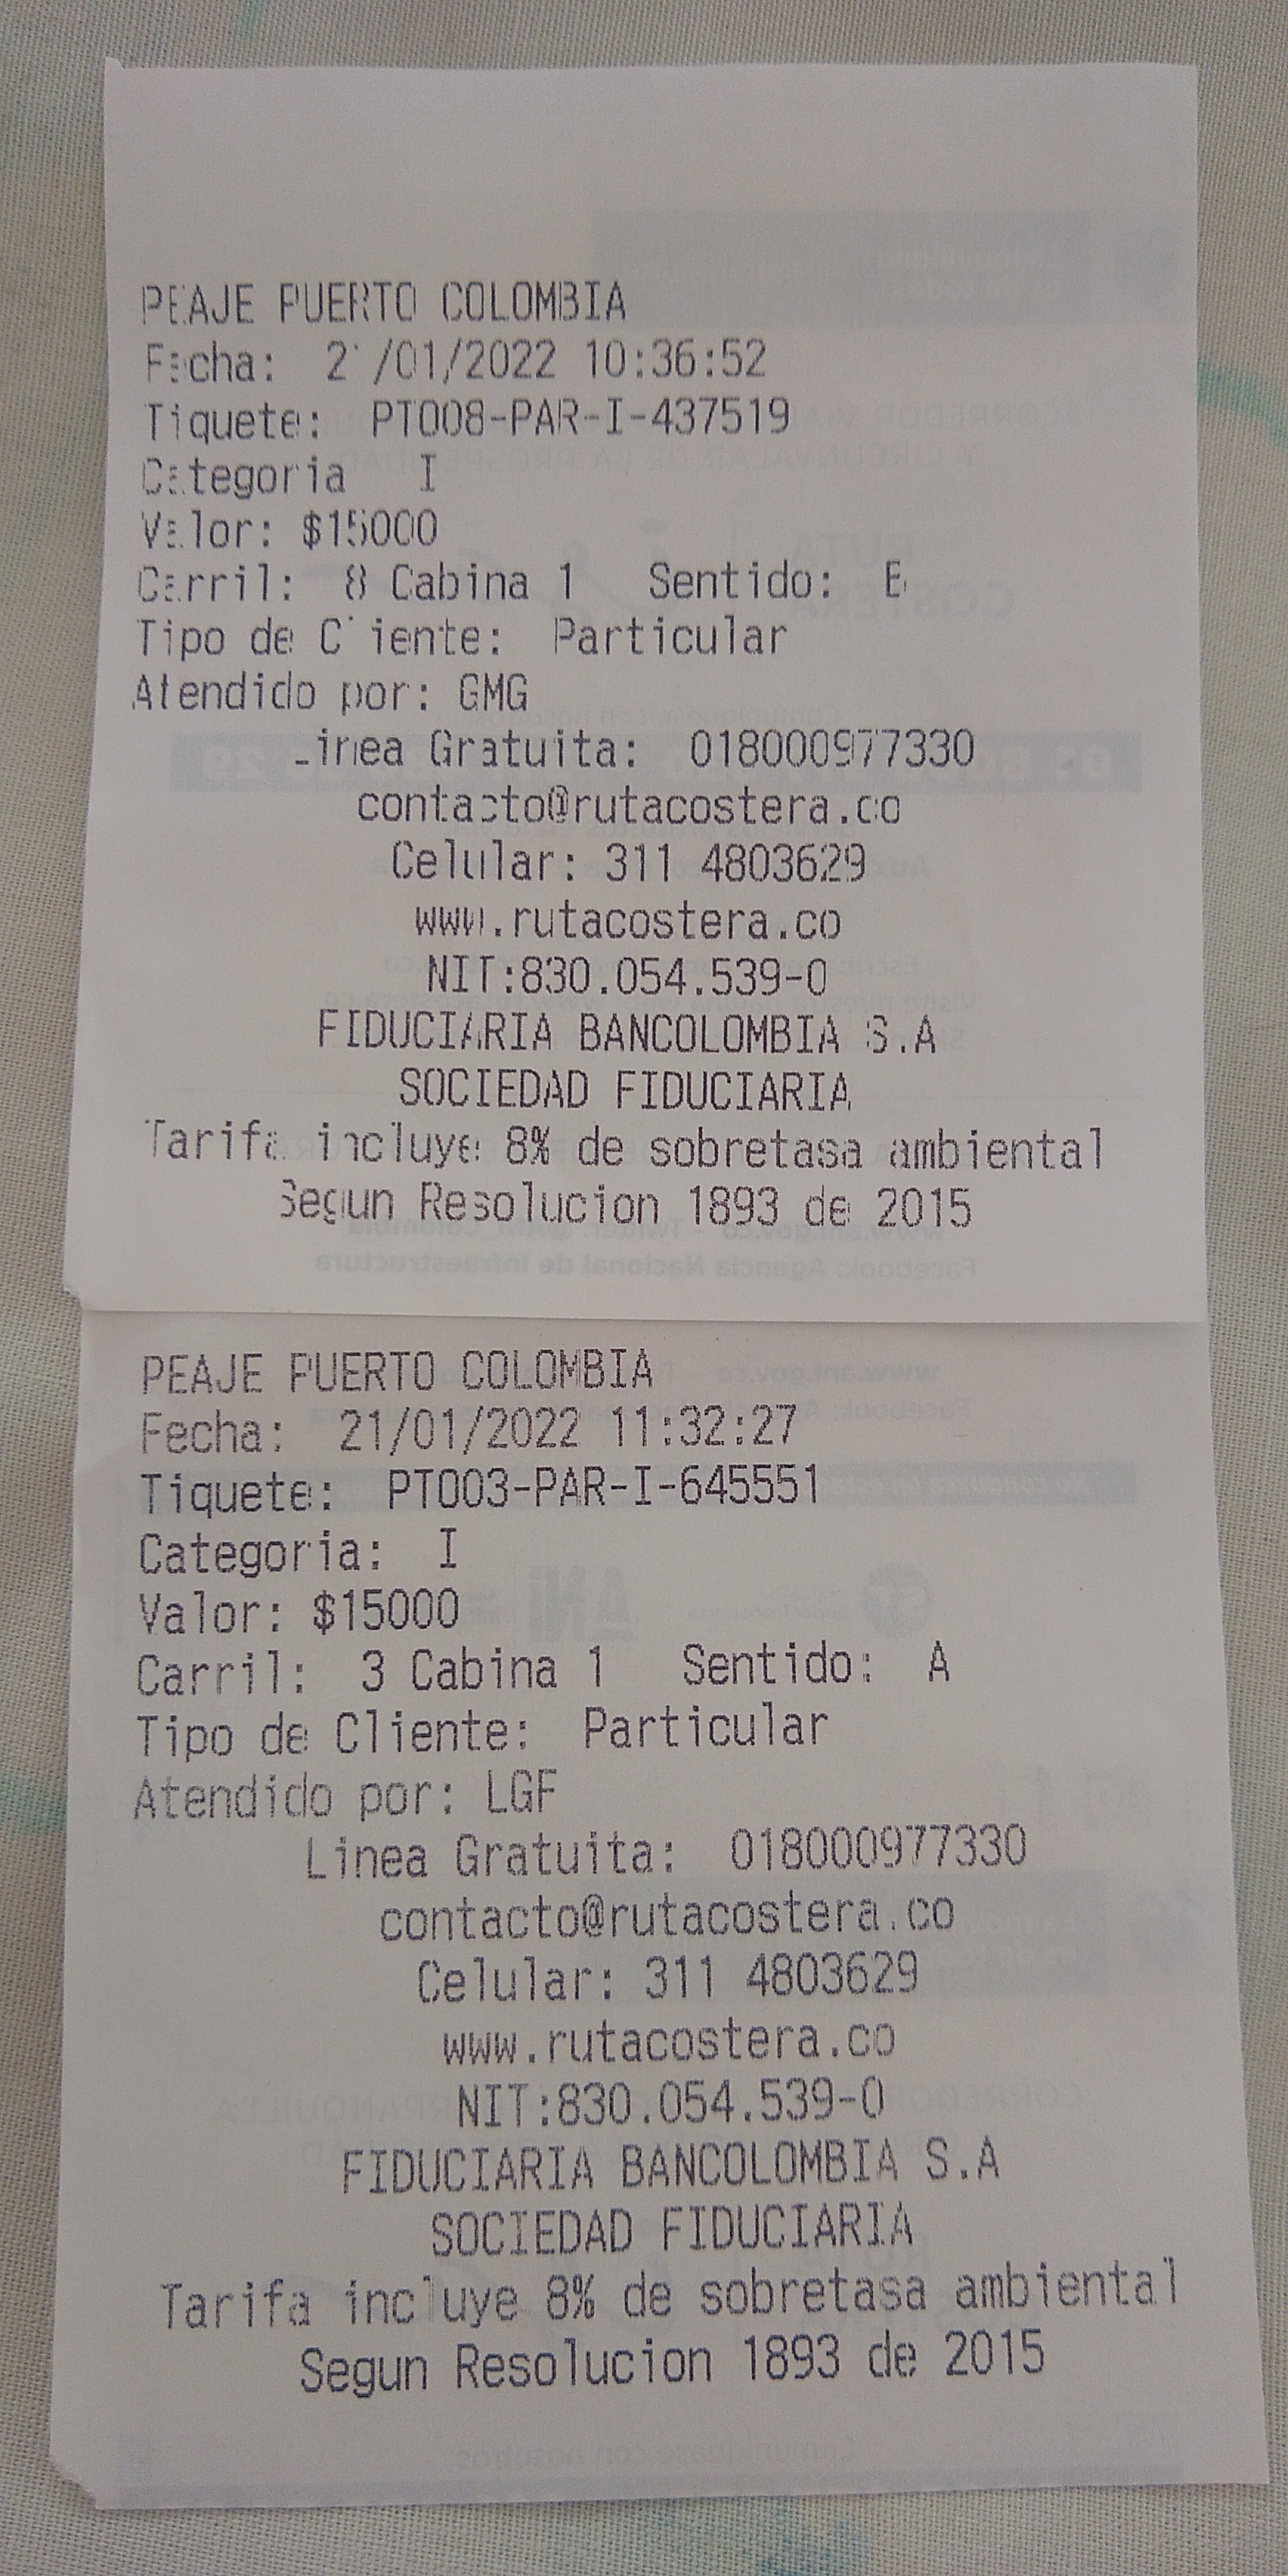 PEAJE PUERTO COLOMBIA
Fecha: 21/01/2022 10:36:52
Tiquete: PT008-PAR-I-437519
Categoria I
Valor: $15000
Carril: 8 Cabina 1 Sentido: B
Tipo de Cliente: Particular
Atendido por: GMG
Linea Gratuita: 018000977330
contacto@rutacostera.co
Celular: 311 4803629
www.rutacostera.co
NIT:830.054.539-0
FIDUCIARIA BANCOLOMBIA S.A
SOCIEDAD FIDUCIARIA
Tarifa incluye 8% de sobretasa ambiental
Segun Resolucion 1893 de 2015
PEAJE PUERTO COLOMBIA
Fecha: 21/01/2022 11:32:27
Tiquete: PT003-PAR-I-645551
Categoria: I
Valor: $15000
Carril: 3 Cabina 1 Sentido: A
Tipo de Cliente: Particular
Atendido por: LGF
Linea Gratuita: 018000977330
contacto@rutacostera.co
Celular: 311 4803629
www.rutacostera.co
NIT:830.054.539-0
FIDUCIARIA BANCOLOMBIA S.A
SOCIEDAD FIDUCIARIA
Tarifa incluye 8% de sobretasa ambiental
Segun Resolucion 1893 de 2015